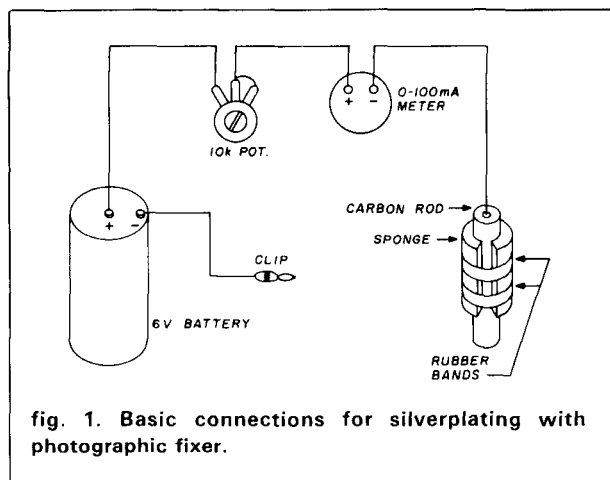 + -
0-100mA
METER
10k POT.
CARBON ROD
SPONGE
+ -
CLIP
6V BATTERY
RUBBER
BANDS
fig. 1. Basic connections for silverplating with
photographic fixer.